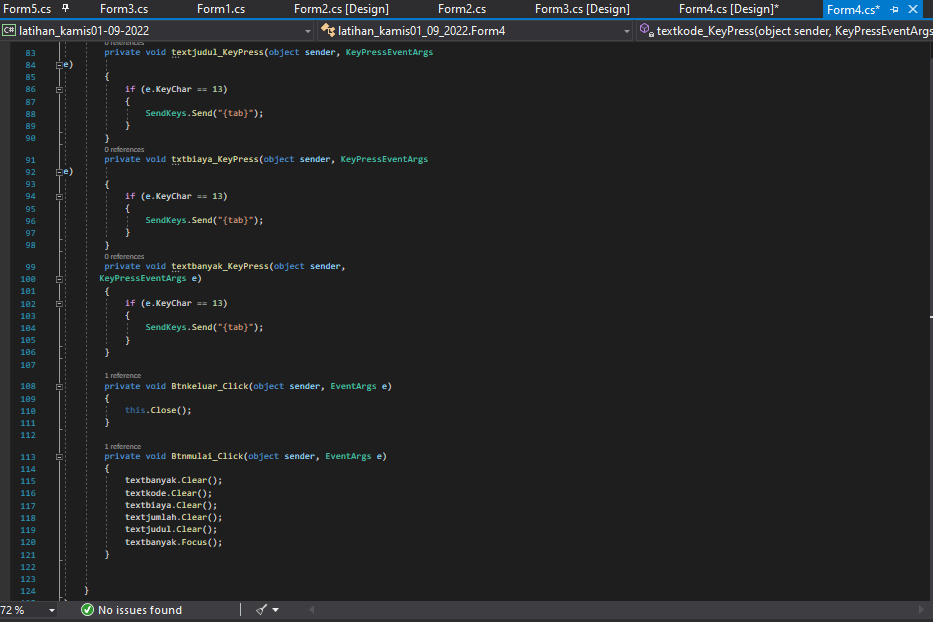 Form5.cs Form3.cs Form1.cs Form2.cs [Design] Form2.cs Form3.cs [Design] Form4.cs [Design]* Form4.cs*
C# latihan_kamis01-09-2022 latihan_kamis01_09_2022.Form4 textkode_KeyPress(object sender, KeyPressEventArgs
0 references
83 private void textjudul_KeyPress(object sender, KeyPressEventArgs
84 e)
85 {
86 if (e.KeyChar == 13)
87 {
88 SendKeys.Send("{tab}");
89 }
90 }
0 references
91 private void txtbiaya_KeyPress(object sender, KeyPressEventArgs
92 e)
93 {
94 if (e.KeyChar == 13)
95 {
96 SendKeys.Send("{tab}");
97 }
98 }
0 references
99 private void textbanyak_KeyPress(object sender,
100 KeyPressEventArgs e)
101 {
102 if (e.KeyChar == 13)
103 {
104 SendKeys.Send("{tab}");
105 }
106 }
107
1 reference
108 private void Btnkeluar_Click(object sender, EventArgs e)
109 {
110 this.Close();
111 }
112
1 reference
113 private void Btnmulai_Click(object sender, EventArgs e)
114 {
115 textbanyak.Clear();
116 textkode.Clear();
117 textbiaya.Clear();
118 textjumlah.Clear();
119 textjudul.Clear();
120 textbanyak.Focus();
121 }
122
123
124 }
72 % No issues found